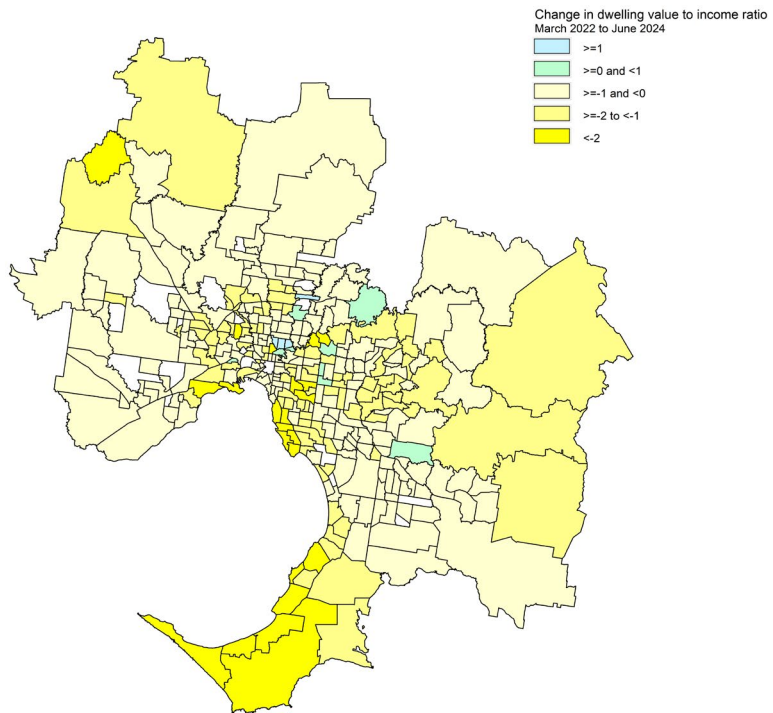 Change in dwelling value to income ratio
March 2022 to June 2024
>=1
>=0 and <1
>=-1 and <0
>=-2 to <-1
<-2